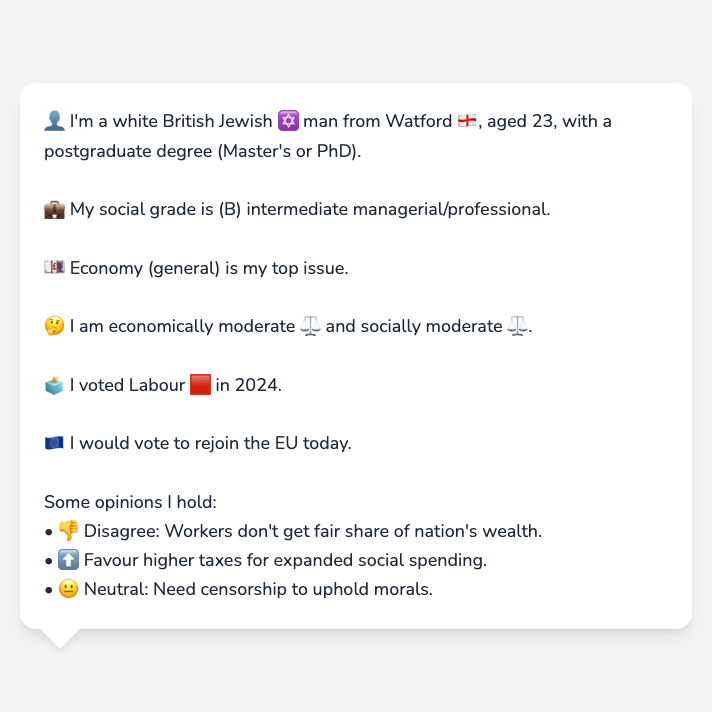 👤 I'm a white British Jewish ✡️ man from Watford 🏴󠁧󠁢󠁥󠁮󠁧󠁿, aged 23, with a
postgraduate degree (Master's or PhD).
💼 My social grade is (B) intermediate managerial/professional.
💷 Economy (general) is my top issue.
🤔 I am economically moderate ⚖️ and socially moderate ⚖️.
🗳️ I voted Labour 🟥 in 2024.
🇪🇺 I would vote to rejoin the EU today.
Some opinions I hold:
• 👎 Disagree: Workers don't get fair share of nation's wealth.
• ⬆️ Favour higher taxes for expanded social spending.
• 😐 Neutral: Need censorship to uphold morals.